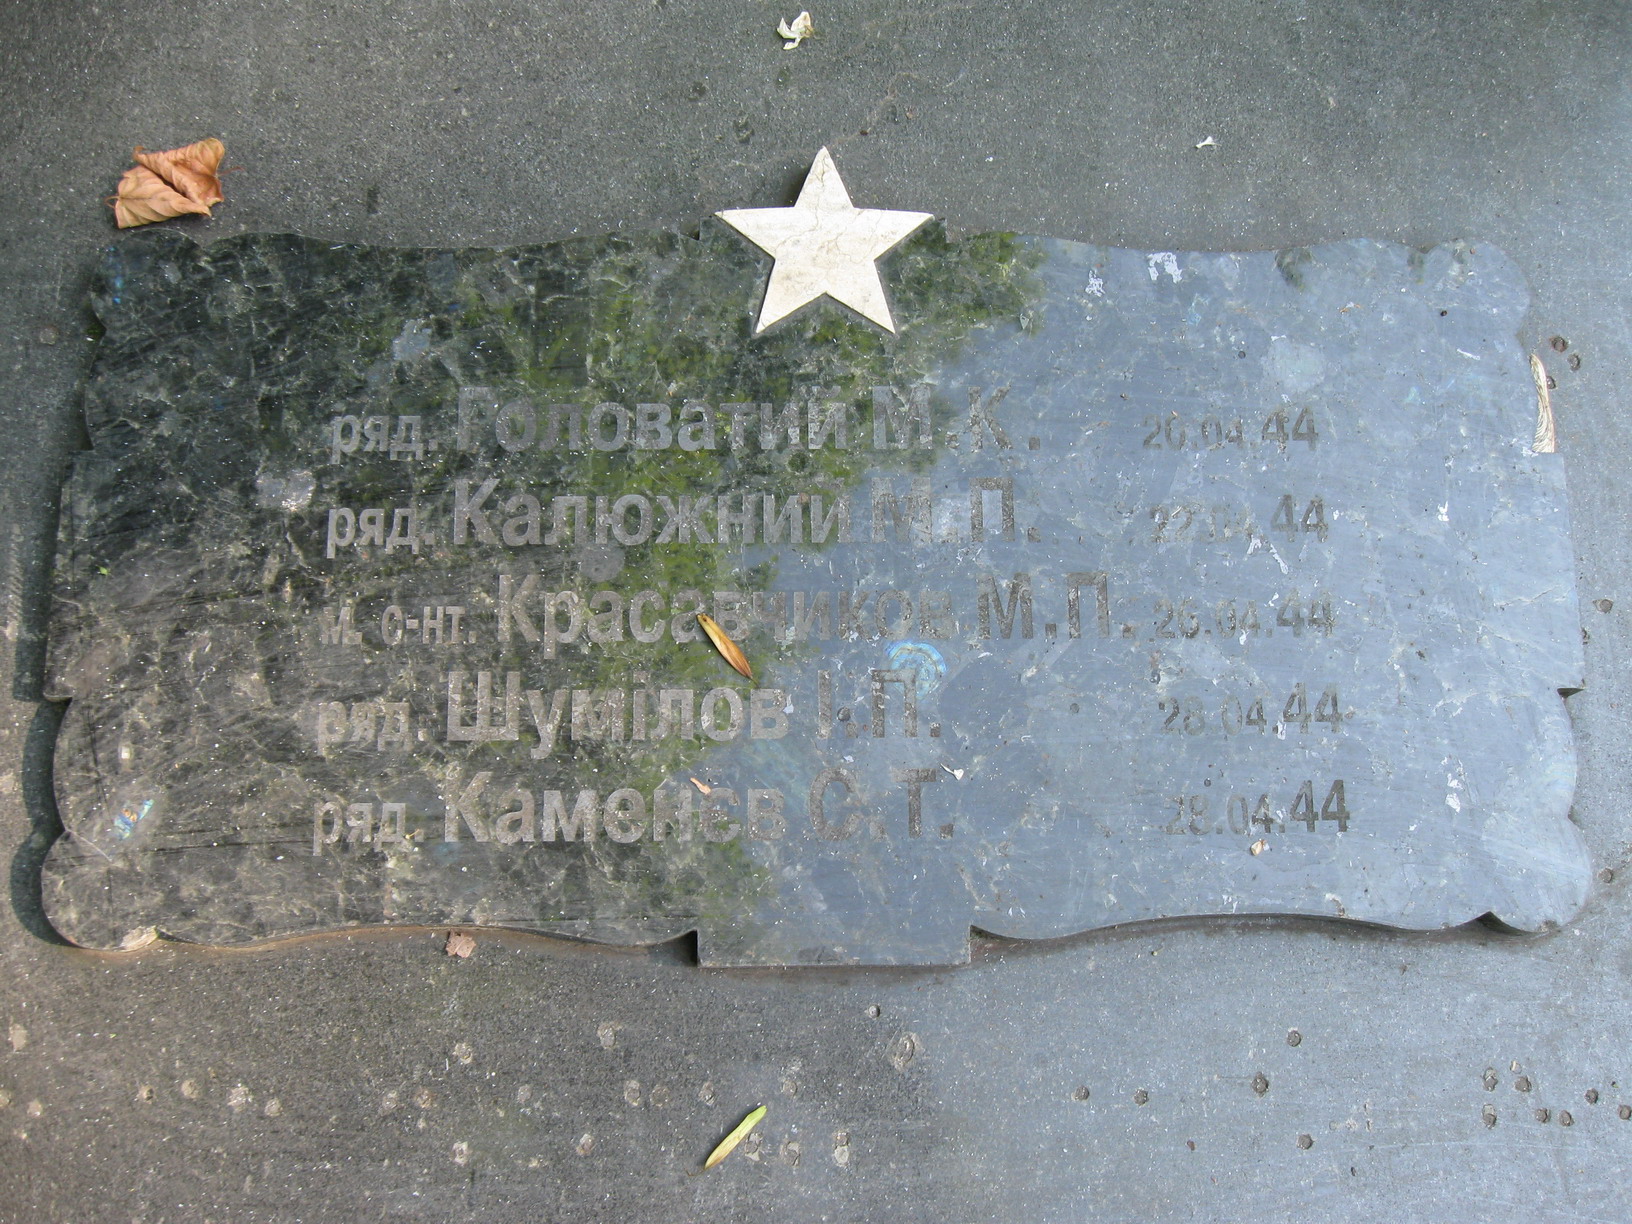 ряд. Головатий М.К. 20.04.44
ряд. Калюжний М.П. 22.04.44
м. с-нт. Красавчиков М.П. 26.04.44
ряд. Шумілов І.П. 28.04.44
ряд. Каменєв С.Т. 28.04.44